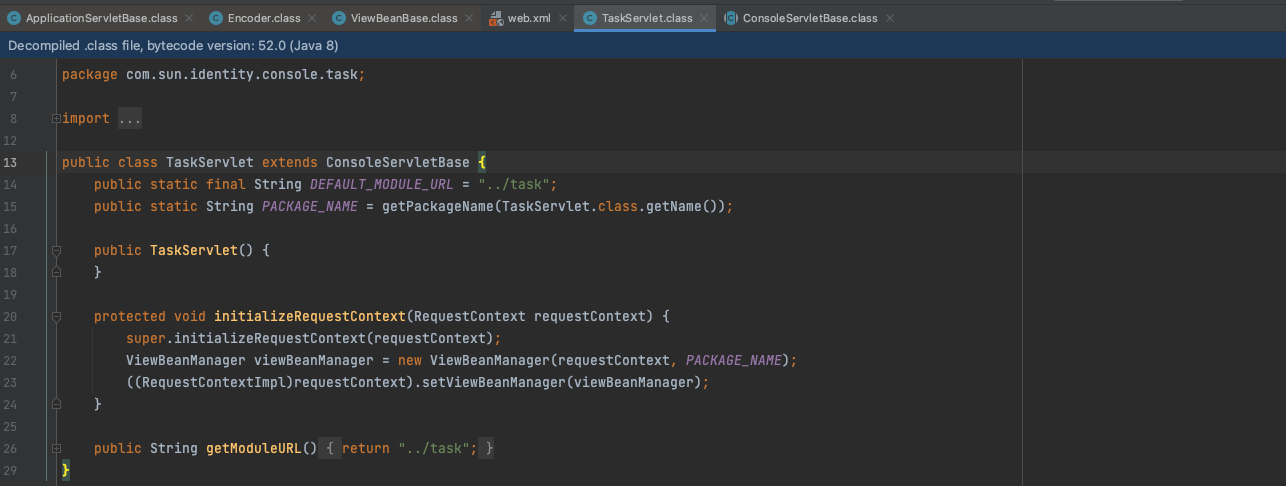 ApplicationServletBase.class Encoder.class ViewBeanBase.class web.xml TaskServlet.class ConsoleServletBase.class
Decompiled .class file, bytecode version: 52.0 (Java 8)
6 package com.sun.identity.console.task;
7
8 import ...
12
13 public class TaskServlet extends ConsoleServletBase {
14 public static final String DEFAULT_MODULE_URL = "../task";
15 public static String PACKAGE_NAME = getPackageName(TaskServlet.class.getName());
16
17 public TaskServlet() {
18 }
19
20 protected void initializeRequestContext(RequestContext requestContext) {
21 super.initializeRequestContext(requestContext);
22 ViewBeanManager viewBeanManager = new ViewBeanManager(requestContext, PACKAGE_NAME);
23 ((RequestContextImpl)requestContext).setViewBeanManager(viewBeanManager);
24 }
25
26 public String getModuleURL() { return "../task"; }
29 }